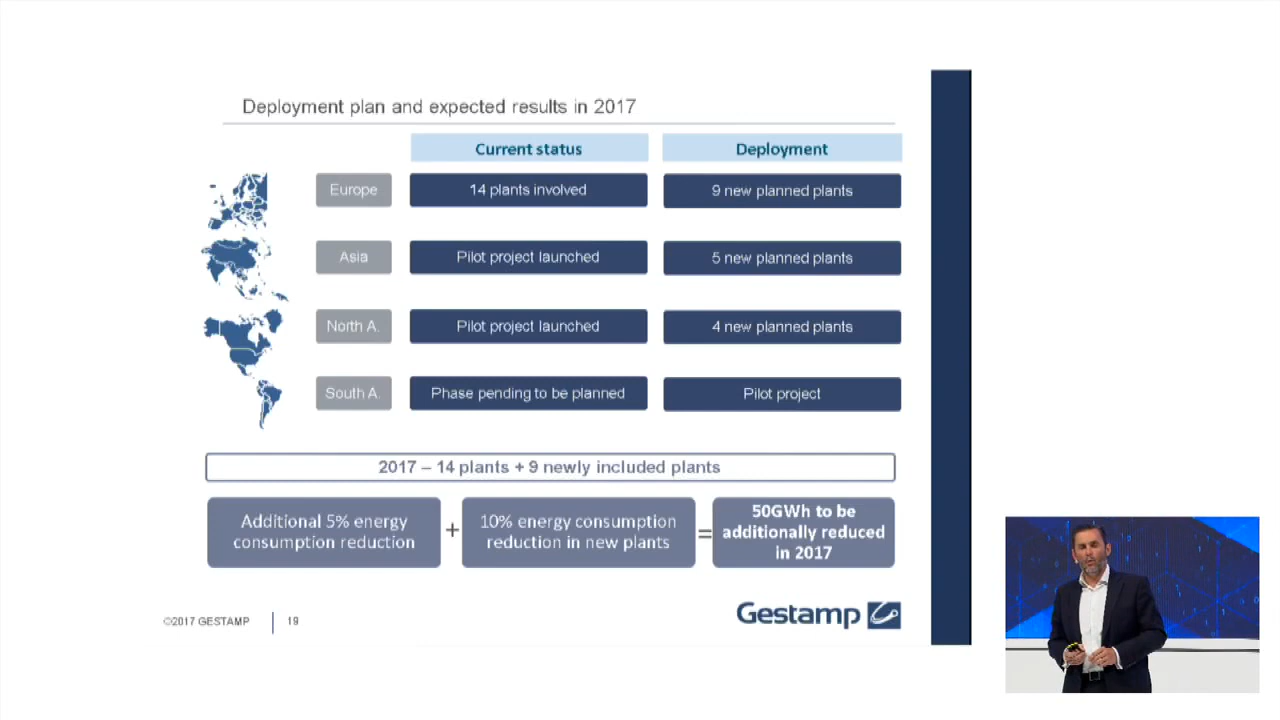 Deployment plan and expected results in 2017
Current status
Deployment
Europe
14 plants involved
9 new planned plants
Asia
Pilot project launched
5 new planned plants
North A.
Pilot project launched
4 new planned plants
South A.
Phase pending to be planned
Pilot project
2017 – 14 plants + 9 newly included plants
Additional 5% energy
consumption reduction
+
10% energy consumption
reduction in new plants
=
50GWh to be
additionally reduced
in 2017
©2017 GESTAMP
19
Gestamp